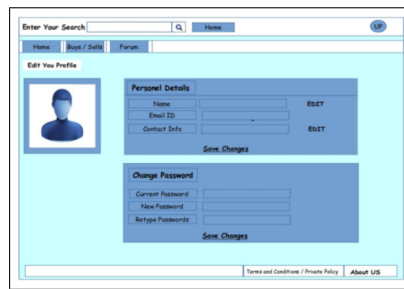 Enter Your Search
Home
UP
Home
Buys / Sells
Forum
Edit You Profile
Personel Details
Name
EDIT
Email ID
Contact Info
EDIT
Save Changes
Change Password
Current Password
New Password
Retype Passwords
Save Changes
Terms and Conditions / Private Policy
About US